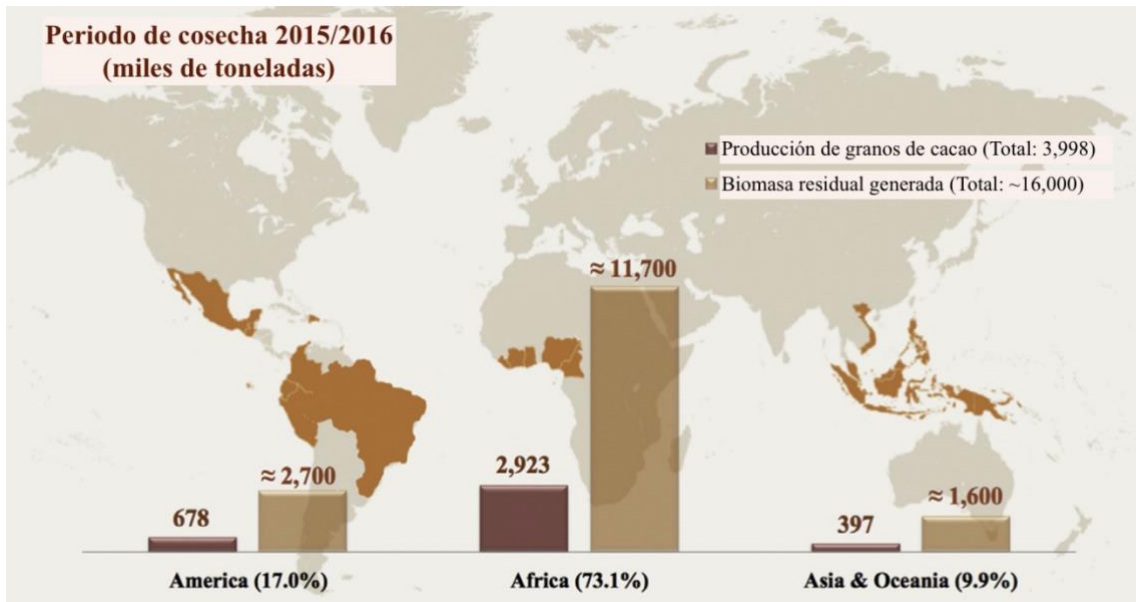 Periodo de cosecha 2015/2016
(miles de toneladas)
Producción de granos de cacao (Total: 3,998)
Biomasa residual generada (Total: ~16,000)
≈ 11,700
≈ 2,700
2,923
≈ 1,600
678
397
America (17.0%)
Africa (73.1%)
Asia & Oceania (9.9%)